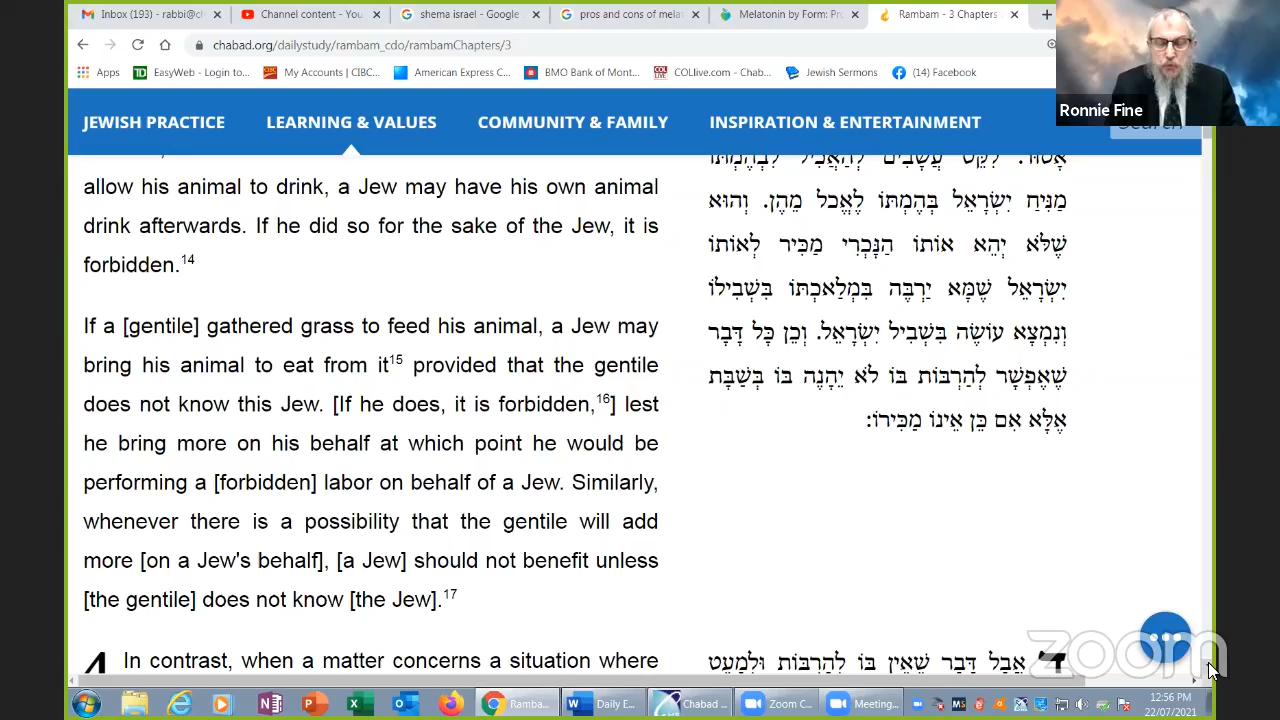 Inbox (193) - rabbi@ch
Channel content - You
shema israel - Google
pros and cons of melat
Melatonin by Form: Pro
Rambam - 3 Chapters
chabad.org/dailystudy/rambam_cdo/rambamChapters/3
Apps
EasyWeb - Login to...
My Accounts | CIBC...
American Express C...
BMO Bank of Mont...
COLlive.com - Chab...
Jewish Sermons
(14) Facebook
Ronnie Fine
JEWISH PRACTICE
LEARNING & VALUES
COMMUNITY & FAMILY
INSPIRATION & ENTERTAINMENT
Search
allow his animal to drink, a Jew may have his own animal
drink afterwards. If he did so for the sake of the Jew, it is
forbidden.14
If a [gentile] gathered grass to feed his animal, a Jew may
bring his animal to eat from it15 provided that the gentile
does not know this Jew. [If he does, it is forbidden,16] lest
he bring more on his behalf at which point he would be
performing a [forbidden] labor on behalf of a Jew. Similarly,
whenever there is a possibility that the gentile will add
more [on a Jew's behalf], [a Jew] should not benefit unless
[the gentile] does not know [the Jew].17
4 In contrast, when a matter concerns a situation where
אָסוּר. לִקֵּט עֲשָׂבִים לְהַאֲכִיל לִבְהֶמְתּוֹ
מַנִּיחַ יִשְׂרָאֵל בְּהֶמְתּוֹ לֶאֱכל מֵהֶן. וְהוּא
שֶׁלֹּא יְהֵא אוֹתוֹ הַנָּכְרִי מַכִּיר לְאוֹתוֹ
יִשְׂרָאֵל שֶׁמָּא יַרְבֶּה בִּמְלַאכְתּוֹ בִּשְׁבִילוֹ
וְנִמְצָא עוֹשֶׂה בִּשְׁבִיל יִשְׂרָאֵל. וְכֵן כָּל דָּבָר
שֶׁאֶפְשָׁר לְהַרְבּוֹת בּוֹ לֹא יֵהָנֶה בּוֹ בְּשַׁבָּת
אֶלָּא אִם כֵּן אֵינוֹ מַכִּירוֹ:
ד אֲבָל דָּבָר שֶׁאֵין בּוֹ לְהַרְבּוֹת וּלְמַעֵט
zoom
Ramba...
Daily E...
Chabad ...
Zoom C...
Meeting...
12:56 PM
22/07/2021